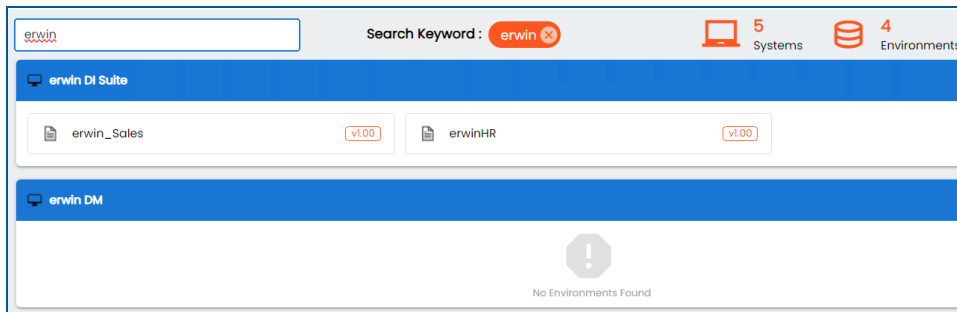 erwin
Search Keyword : erwin
5
Systems
4
Environments
erwin DI Suite
erwin_Sales v1.00
erwinHR v1.00
erwin DM
No Environments Found